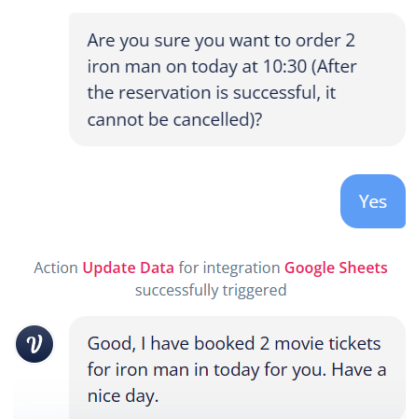 Are you sure you want to order 2
iron man on today at 10:30 (After
the reservation is successful, it
cannot be cancelled)?
Yes
Action Update Data for integration Google Sheets
successfully triggered
V
Good, I have booked 2 movie tickets
for iron man in today for you. Have a
nice day.